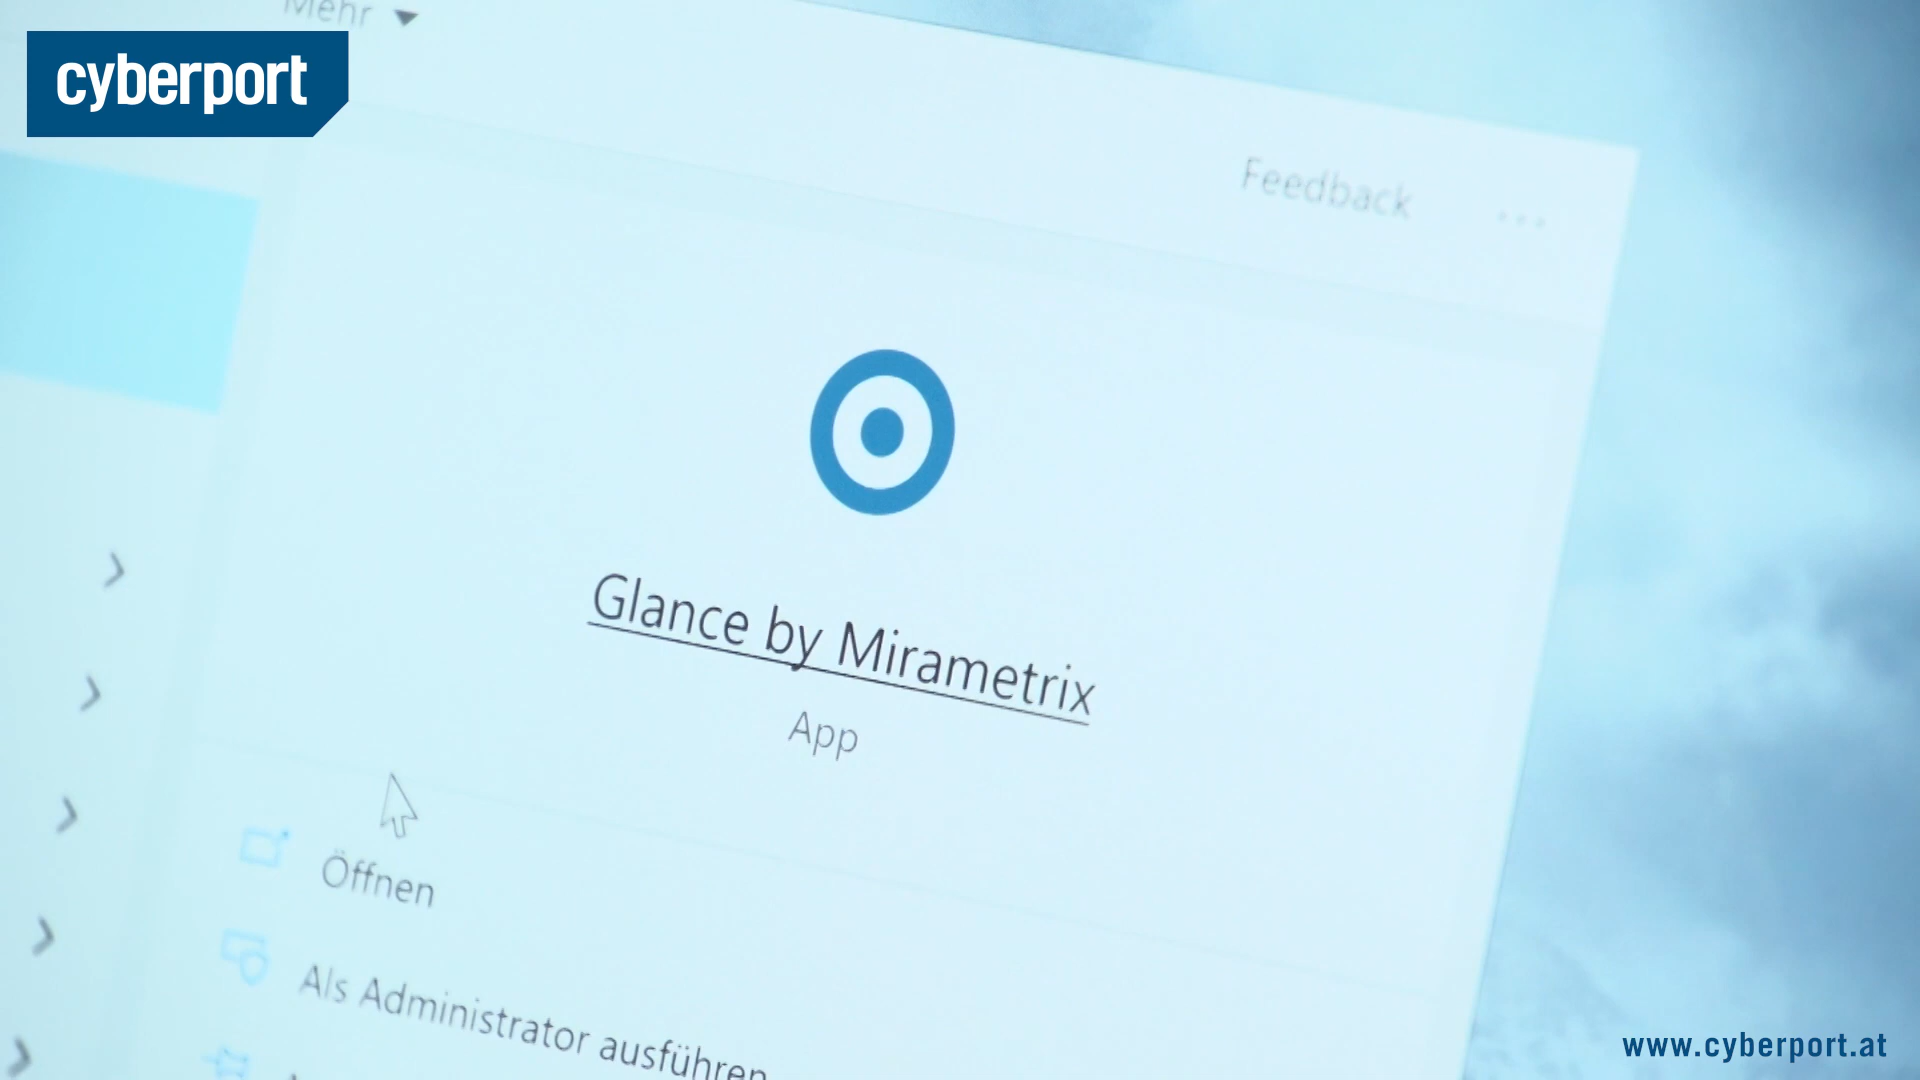 Mehr
cyberport
Feedback
Glance by Mirametrix
App
Öffnen
Als Administrator ausführen
www.cyberport.at